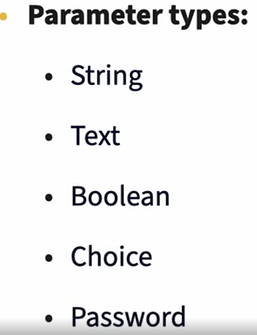 • Parameter types:
• String
• Text
• Boolean
• Choice
• Password